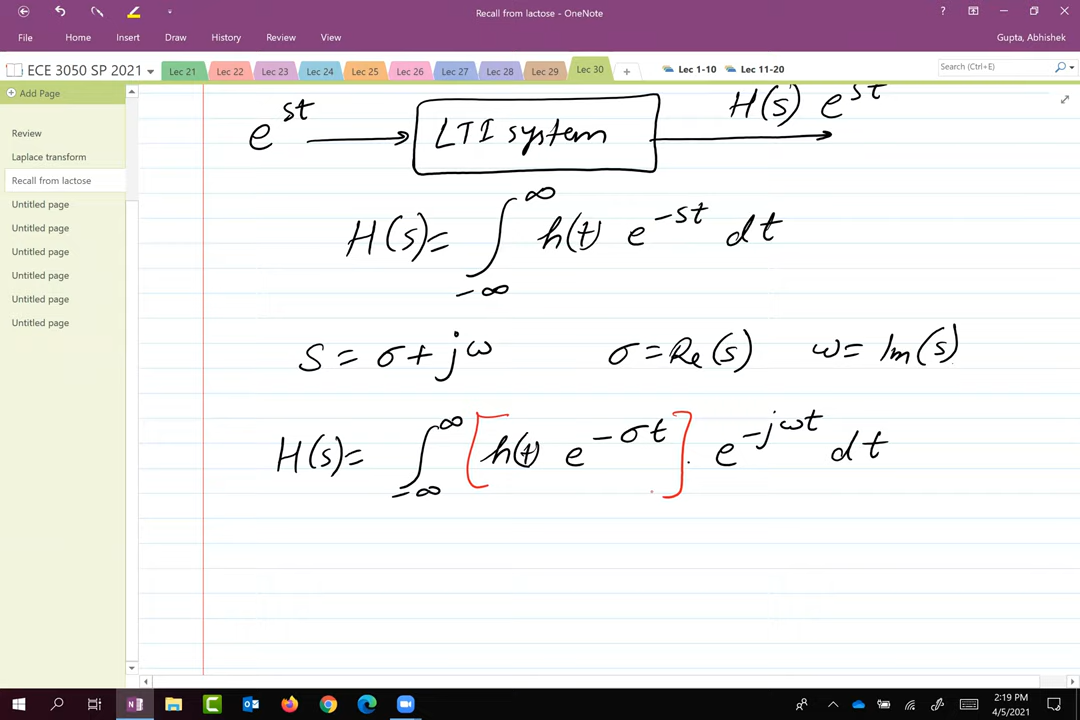 Recall from lactose - OneNote
File Home Insert Draw History Review View Gupta, Abhishek
ECE 3050 SP 2021 Lec 21 Lec 22 Lec 23 Lec 24 Lec 25 Lec 26 Lec 27 Lec 28 Lec 29 Lec 30 + Lec 1-10 Lec 11-20 Search (Ctrl+E)
Add Page
Review
Laplace transform
Recall from lactose
Untitled page
Untitled page
Untitled page
Untitled page
Untitled page
Untitled page
e^{st} → LTI system → H(s) e^{st}
H(s)= ∫_{-∞}^{∞} h(t) e^{-st} dt
S = σ + jω σ = Re(s) ω = Im(s)
H(s)= ∫_{-∞}^{∞} [h(t) e^{-σt}] . e^{-jωt} dt
2:19 PM
4/5/2021